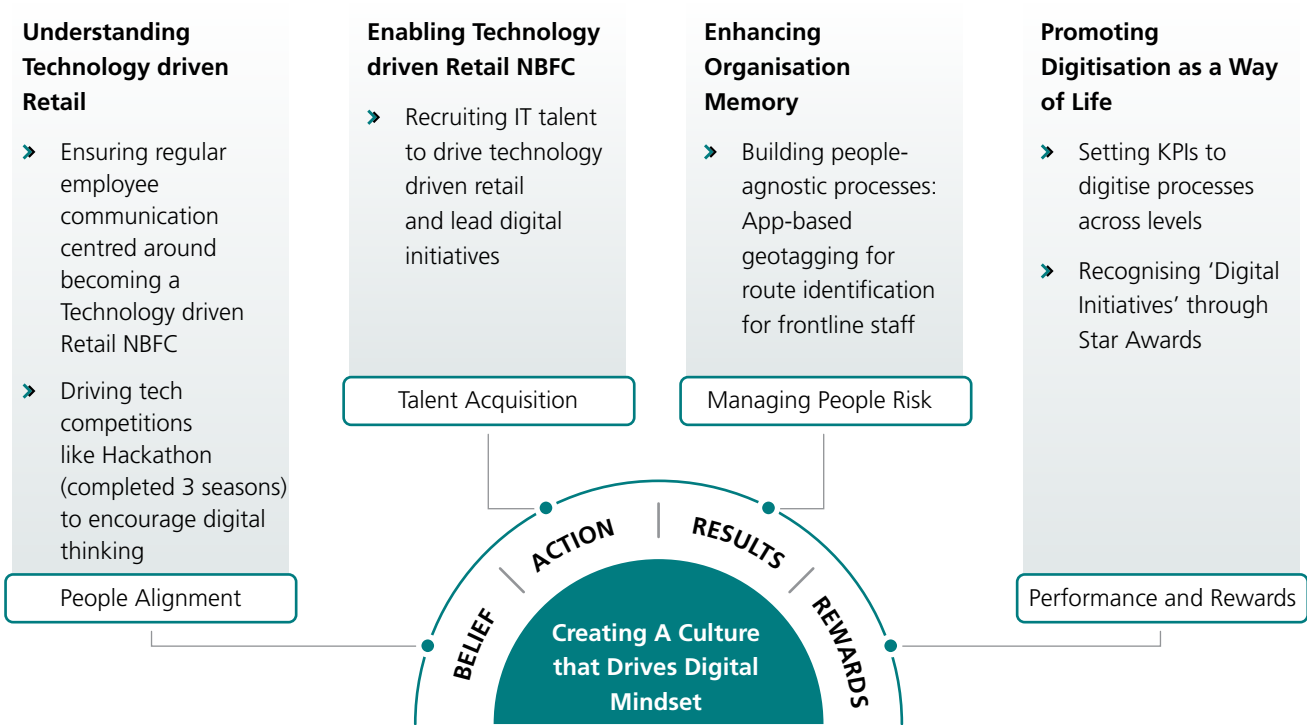 Understanding
Technology driven
Retail
Ensuring regular
employee
communication
centred around
becoming a
Technology driven
Retail NBFC
Driving tech
competitions
like Hackathon
(completed 3 seasons)
to encourage digital
thinking
People Alignment
Enabling Technology
driven Retail NBFC
Recruiting IT talent
to drive technology
driven retail
and lead digital
initiatives
Talent Acquisition
Enhancing
Organisation
Memory
Building people-
agnostic processes:
App-based
geotagging for
route identification
for frontline staff
Managing People Risk
Promoting
Digitisation as a Way
of Life
Setting KPIs to
digitise processes
across levels
Recognising ‘Digital
Initiatives’ through
Star Awards
Performance and Rewards
BELIEF
ACTION
RESULTS
REWARDS
Creating A Culture
that Drives Digital
Mindset